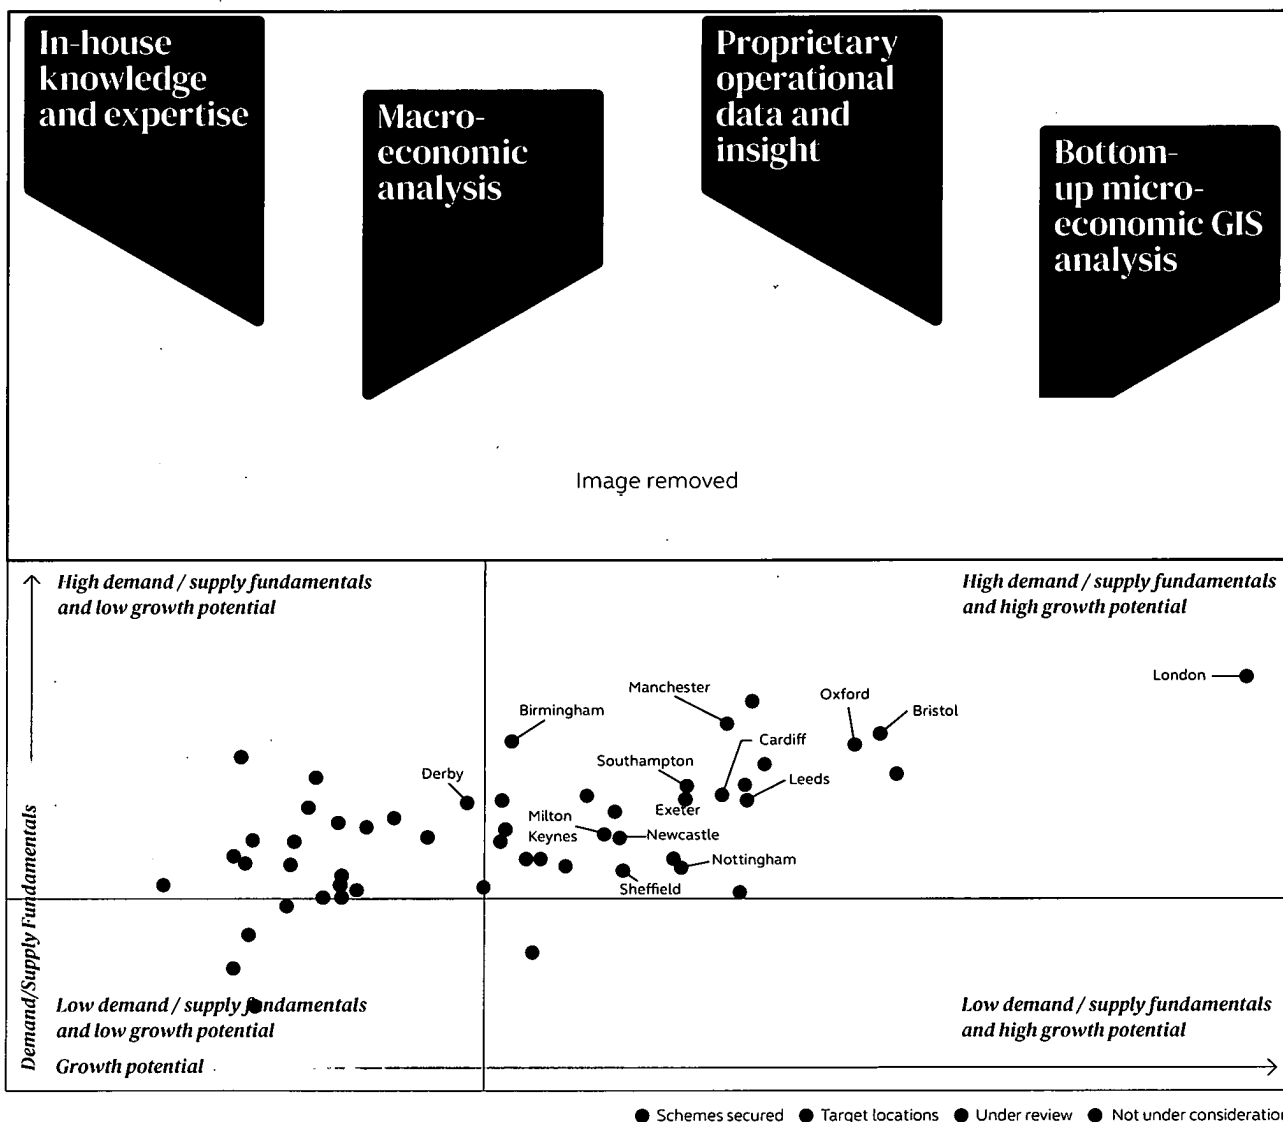 In-house
knowledge
and expertise
Macro-
economic
analysis
Proprietary
operational
data and
insight
Bottom-
up micro-
economic GIS
analysis
Image removed
High demand / supply fundamentals
and low growth potential
High demand / supply fundamentals
and high growth potential
London
Manchester
Oxford
Bristol
Birmingham
Cardiff
Southampton
Derby
Leeds
Exeter
Milton
Keynes
Newcastle
Nottingham
Sheffield
Demand/Supply Fundamentals
Low demand / supply fundamentals
and low growth potential
Low demand / supply fundamentals
and high growth potential
Growth potential
Schemes secured
Target locations
Under review
Not under consideration